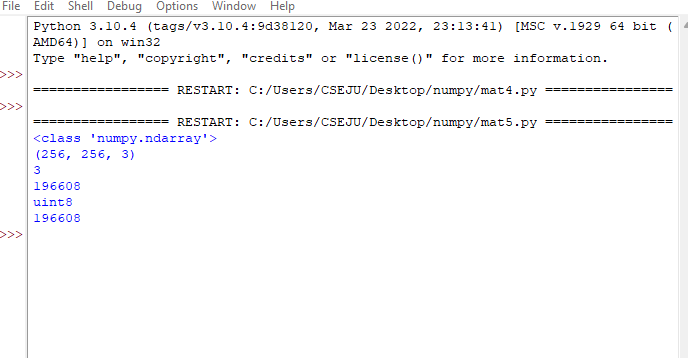 File Edit Shell Debug Options Window Help
Python 3.10.4 (tags/v3.10.4:9d38120, Mar 23 2022, 23:13:41) [MSC v.1929 64 bit (
AMD64)] on win32
Type "help", "copyright", "credits" or "license()" for more information.
>>>
================= RESTART: C:/Users/CSEJU/Desktop/numpy/mat4.py ================
>>>
================= RESTART: C:/Users/CSEJU/Desktop/numpy/mat5.py ================
<class 'numpy.ndarray'>
(256, 256, 3)
3
196608
uint8
196608
>>>